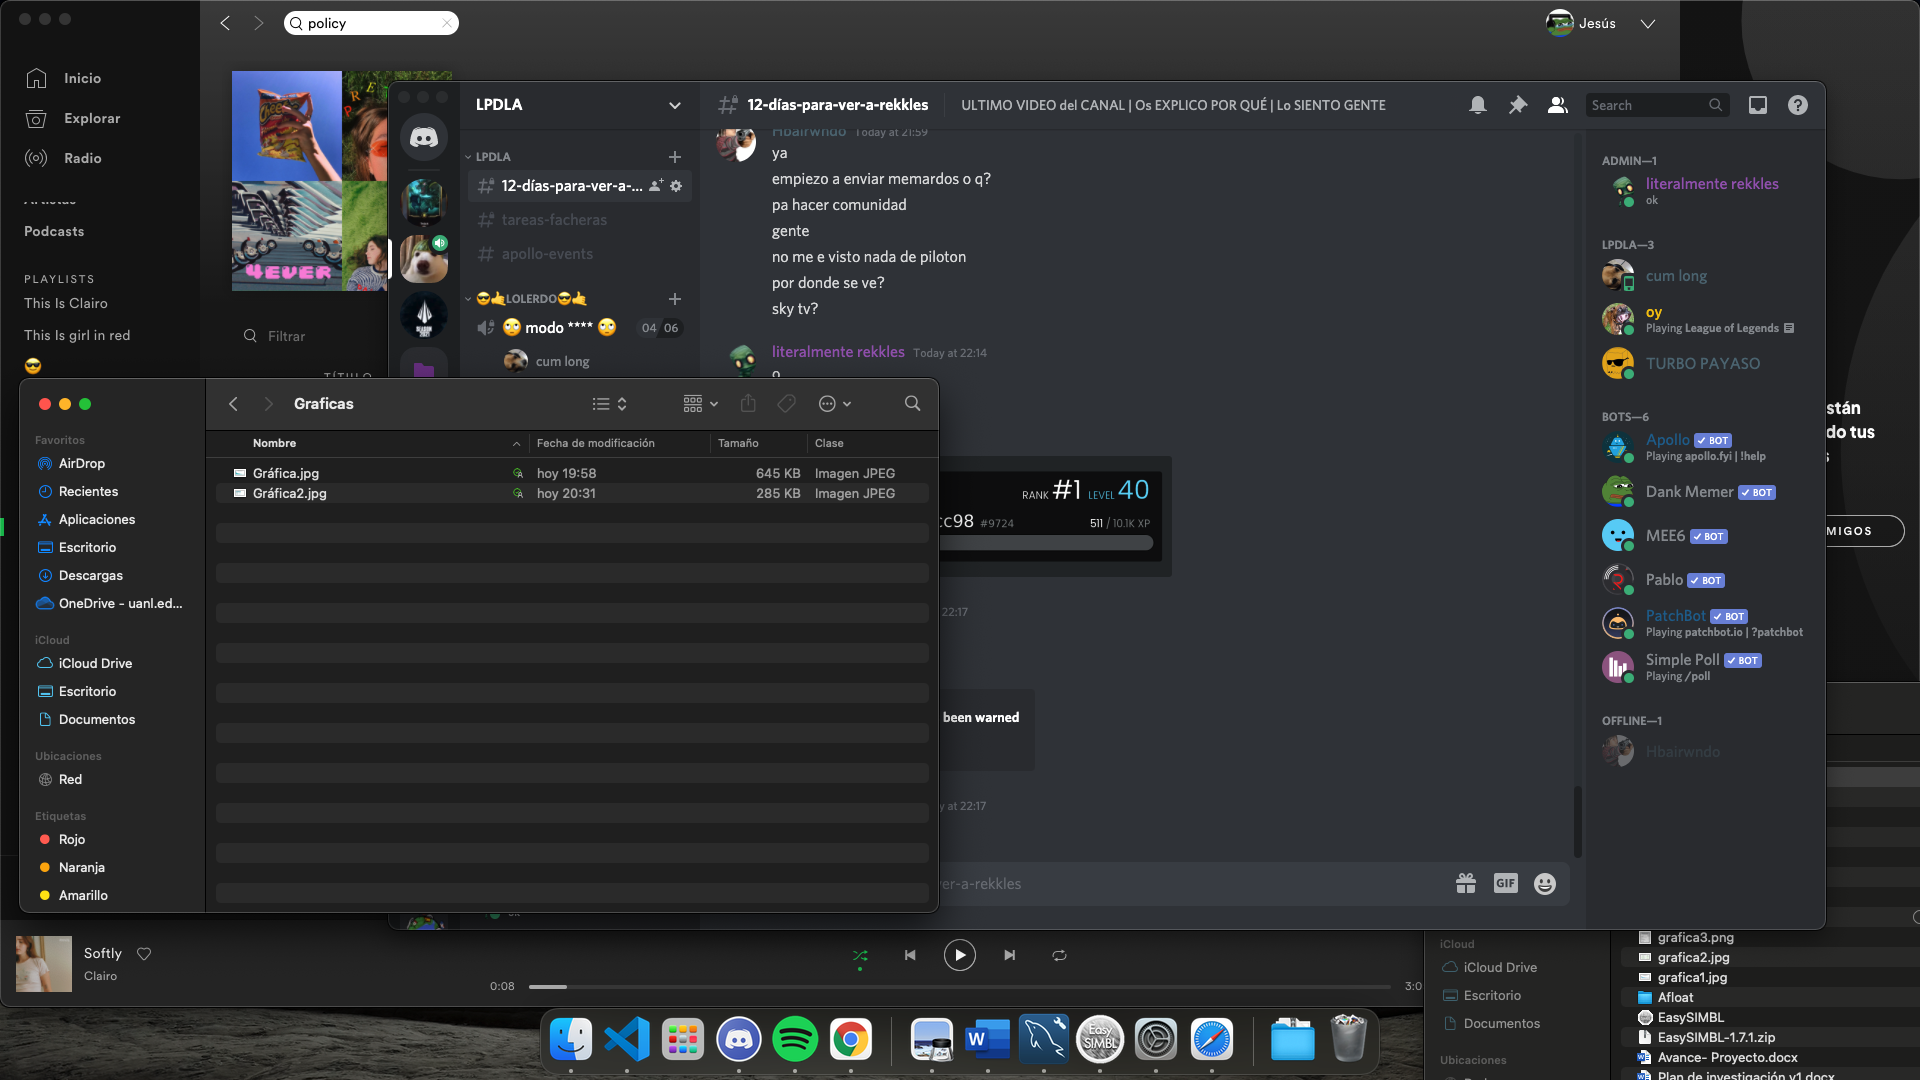 policy
Jesús
Inicio
Explorar
Radio
Podcasts
PLAYLISTS
This Is Clairo
This Is girl in red
😎
Filtrar
TÍTULO
4EVER
LPDLA
LPDLA
12-días-para-ver-a-...
tareas-facheras
apollo-events
😎🤙LOLERDO😎🤙
🙄 modo **** 🙄
04 06
cum long
12-días-para-ver-a-rekkles
ULTIMO VIDEO del CANAL | Os EXPLICO POR QUÉ | Lo SIENTO GENTE
Search
Hbairwndo Today at 21:59
ya
empiezo a enviar memardos o q?
pa hacer comunidad
gente
no me e visto nada de piloton
por donde se ve?
sky tv?
literalmente rekkles Today at 22:14
RANK #1 LEVEL 40
cc98 #9724
511 / 10.1K XP
22:17
been warned
at 22:17
er-a-rekkles
GIF
ADMIN—1
literalmente rekkles
ok
LPDLA—3
cum long
oy
Playing League of Legends
TURBO PAYASO
BOTS—6
Apollo BOT
Playing apollo.fyi | !help
Dank Memer BOT
MEE6 BOT
Pablo BOT
PatchBot BOT
Playing patchbot.io | ?patchbot
Simple Poll BOT
Playing /poll
OFFLINE—1
Hbairwndo
stán
do tus
s
MIGOS
Graficas
Favoritos
AirDrop
Recientes
Aplicaciones
Escritorio
Descargas
OneDrive - uanl.ed...
iCloud
iCloud Drive
Escritorio
Documentos
Ubicaciones
Red
Etiquetas
Rojo
Naranja
Amarillo
Nombre Fecha de modificación Tamaño Clase
Gráfica.jpg hoy 19:58 645 KB Imagen JPEG
Gráfica2.jpg hoy 20:31 285 KB Imagen JPEG
Softly
Clairo
0:08
3:0
iCloud
iCloud Drive
Escritorio
Documentos
Ubicaciones
grafica3.png
grafica2.jpg
grafica1.jpg
Afloat
EasySIMBL
EasySIMBL-1.7.1.zip
Avance- Proyecto.docx
Plan de investigación v1.docx
W
Easy
SIMBL